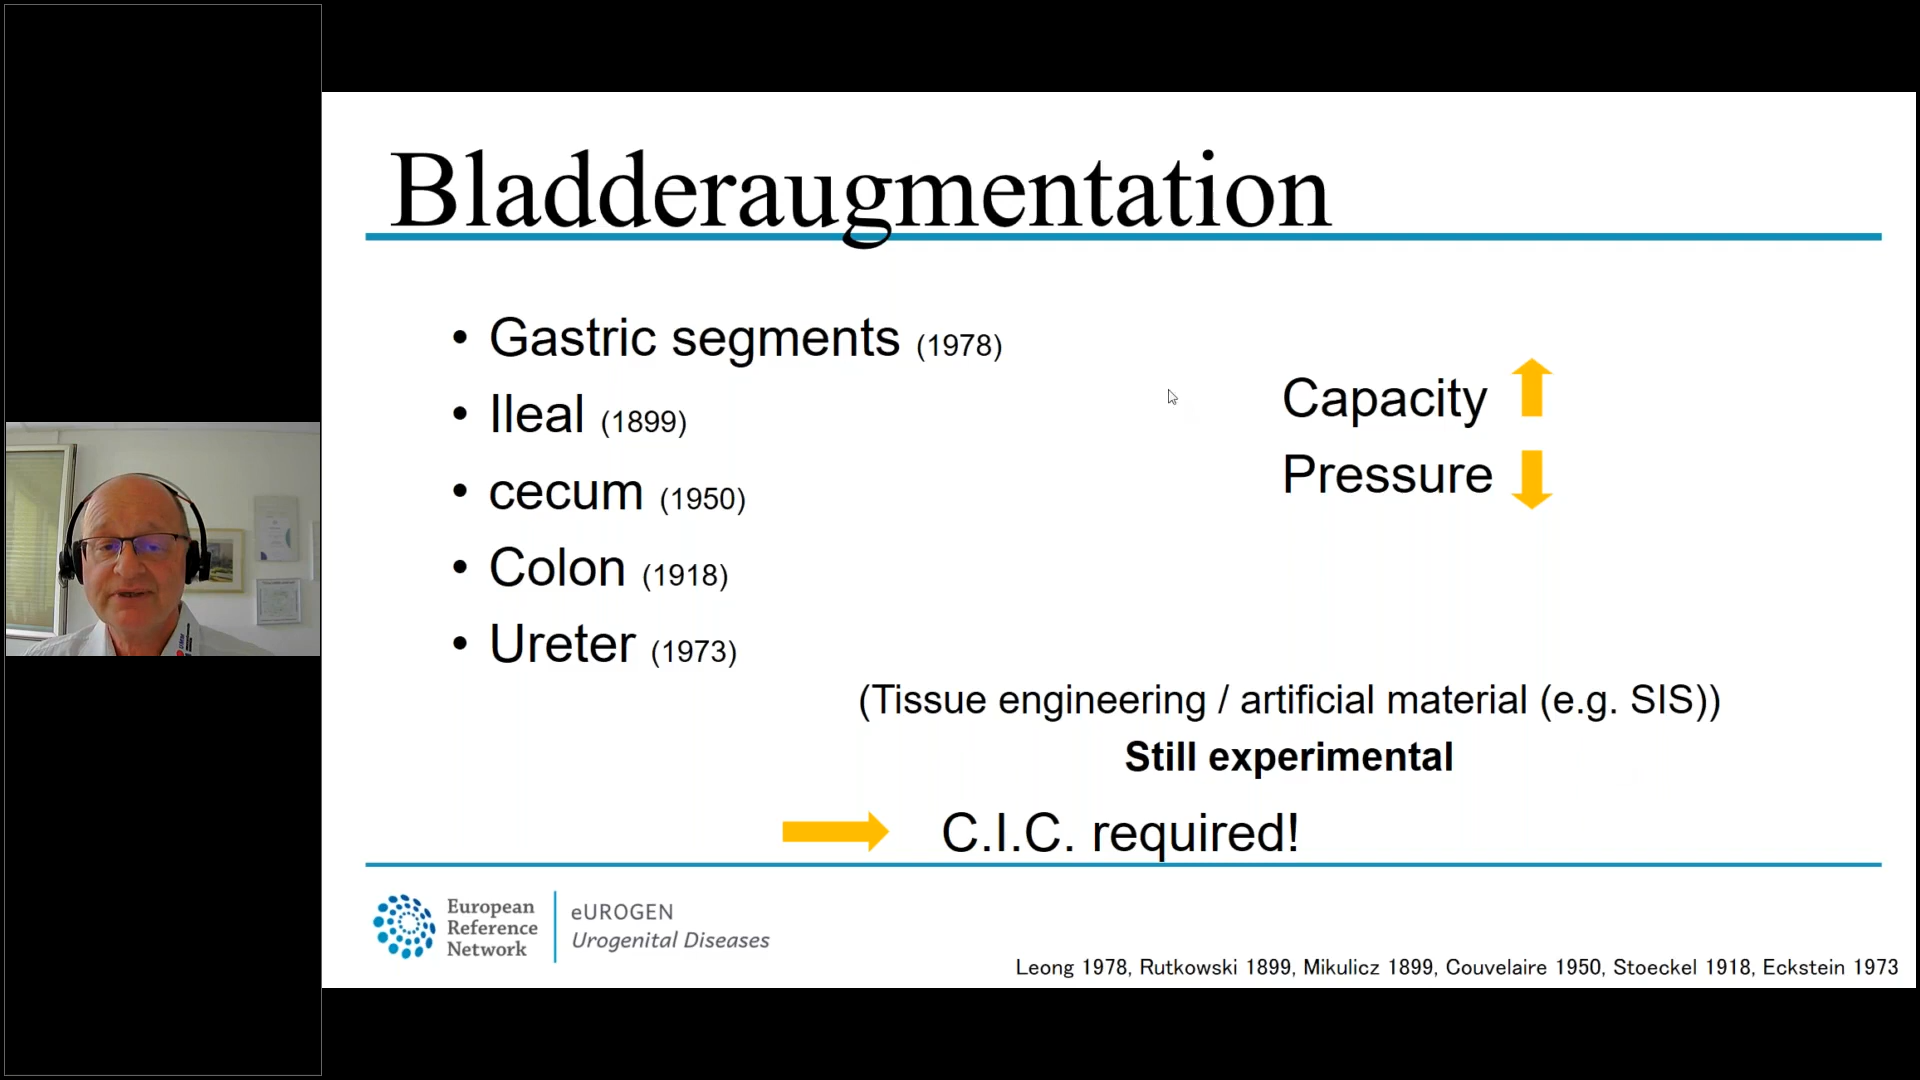 Bladderaugmentation
• Gastric segments (1978)
• Ileal (1899)
• cecum (1950)
• Colon (1918)
• Ureter (1973)
Capacity
Pressure
(Tissue engineering / artificial material (e.g. SIS))
Still experimental
C.I.C. required!
European
Reference
Network
eUROGEN
Urogenital Diseases
Leong 1978, Rutkowski 1899, Mikulicz 1899, Couvelaire 1950, Stoeckel 1918, Eckstein 1973